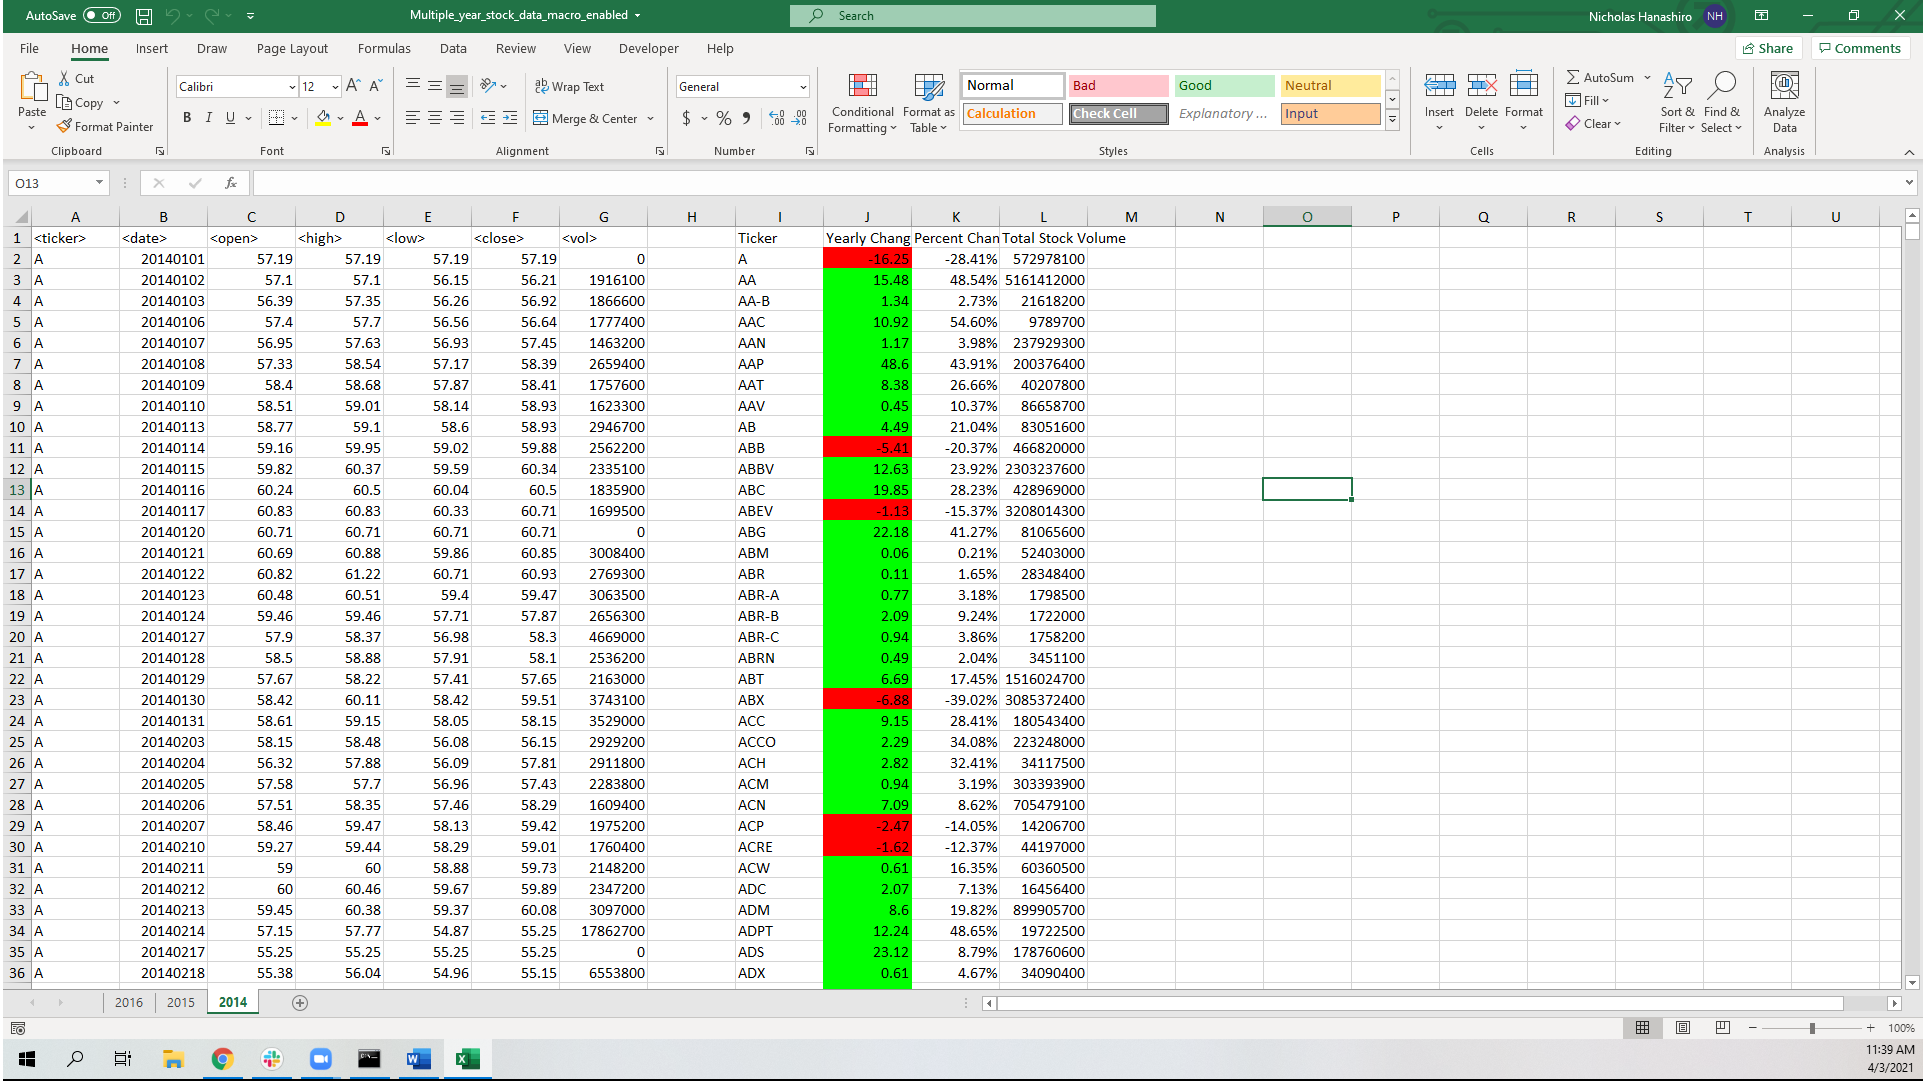 AutoSave Off Multiple_year_stock_data_macro_enabled Search Nicholas Hanashiro NH
File Home Insert Draw Page Layout Formulas Data Review View Developer Help Share Comments
Paste Cut Copy Format Painter Clipboard
Calibri 12 A A B I U A Font
Wrap Text Merge & Center Alignment
General $ % Number
Conditional Formatting Format as Table
Normal Bad Good Neutral
Calculation Check Cell Explanatory ... Input
Styles
Insert Delete Format Cells
AutoSum Fill Clear Sort & Filter Find & Select Editing
Analyze Data Analysis
O13 fx
A B C D E F G H I J K L M N O P Q R S T U
1 <ticker> <date> <open> <high> <low> <close> <vol> Ticker Yearly Chang Percent Chan Total Stock Volume
2 A 20140101 57.19 57.19 57.19 57.19 0 A -16.25 -28.41% 572978100
3 A 20140102 57.1 57.1 56.15 56.21 1916100 AA 15.48 48.54% 5161412000
4 A 20140103 56.39 57.35 56.26 56.92 1866600 AA-B 1.34 2.73% 21618200
5 A 20140106 57.4 57.7 56.56 56.64 1777400 AAC 10.92 54.60% 9789700
6 A 20140107 56.95 57.63 56.93 57.45 1463200 AAN 1.17 3.98% 237929300
7 A 20140108 57.33 58.54 57.17 58.39 2659400 AAP 48.6 43.91% 200376400
8 A 20140109 58.4 58.68 57.87 58.41 1757600 AAT 8.38 26.66% 40207800
9 A 20140110 58.51 59.01 58.14 58.93 1623300 AAV 0.45 10.37% 86658700
10 A 20140113 58.77 59.1 58.6 58.93 2946700 AB 4.49 21.04% 83051600
11 A 20140114 59.16 59.95 59.02 59.88 2562200 ABB -5.41 -20.37% 466820000
12 A 20140115 59.82 60.37 59.59 60.34 2335100 ABBV 12.63 23.92% 2303237600
13 A 20140116 60.24 60.5 60.04 60.5 1835900 ABC 19.85 28.23% 428969000
14 A 20140117 60.83 60.83 60.33 60.71 1699500 ABEV -1.13 -15.37% 3208014300
15 A 20140120 60.71 60.71 60.71 60.71 0 ABG 22.18 41.27% 81065600
16 A 20140121 60.69 60.88 59.86 60.85 3008400 ABM 0.06 0.21% 52403000
17 A 20140122 60.82 61.22 60.71 60.93 2769300 ABR 0.11 1.65% 28348400
18 A 20140123 60.48 60.51 59.4 59.47 3063500 ABR-A 0.77 3.18% 1798500
19 A 20140124 59.46 59.46 57.71 57.87 2656300 ABR-B 2.09 9.24% 1722000
20 A 20140127 57.9 58.37 56.98 58.3 4669000 ABR-C 0.94 3.86% 1758200
21 A 20140128 58.5 58.88 57.91 58.1 2536200 ABRN 0.49 2.04% 3451100
22 A 20140129 57.67 58.22 57.41 57.65 2163000 ABT 6.69 17.45% 1516024700
23 A 20140130 58.42 60.11 58.42 59.51 3743100 ABX -6.88 -39.02% 3085372400
24 A 20140131 58.61 59.15 58.05 58.15 3529000 ACC 9.15 28.41% 180543400
25 A 20140203 58.15 58.48 56.08 56.15 2929200 ACCO 2.29 34.08% 223248000
26 A 20140204 56.32 57.88 56.09 57.81 2911800 ACH 2.82 32.41% 34117500
27 A 20140205 57.58 57.7 56.96 57.43 2283800 ACM 0.94 3.19% 303393900
28 A 20140206 57.51 58.35 57.46 58.29 1609400 ACN 7.09 8.62% 705479100
29 A 20140207 58.46 59.47 58.13 59.42 1975200 ACP -2.47 -14.05% 14206700
30 A 20140210 59.27 59.44 58.29 59.01 1760400 ACRE -1.62 -12.37% 44197000
31 A 20140211 59 60 58.88 59.73 2148200 ACW 0.61 16.35% 60360500
32 A 20140212 60 60.46 59.67 59.89 2347200 ADC 2.07 7.13% 16456400
33 A 20140213 59.45 60.38 59.37 60.08 3097000 ADM 8.6 19.82% 899905700
34 A 20140214 57.15 57.77 54.87 55.25 17862700 ADPT 12.24 48.65% 19722500
35 A 20140217 55.25 55.25 55.25 55.25 0 ADS 23.12 8.79% 178760600
36 A 20140218 55.38 56.04 54.96 55.15 6553800 ADX 0.61 4.67% 34090400
2016 2015 2014
100%
11:39 AM
4/3/2021